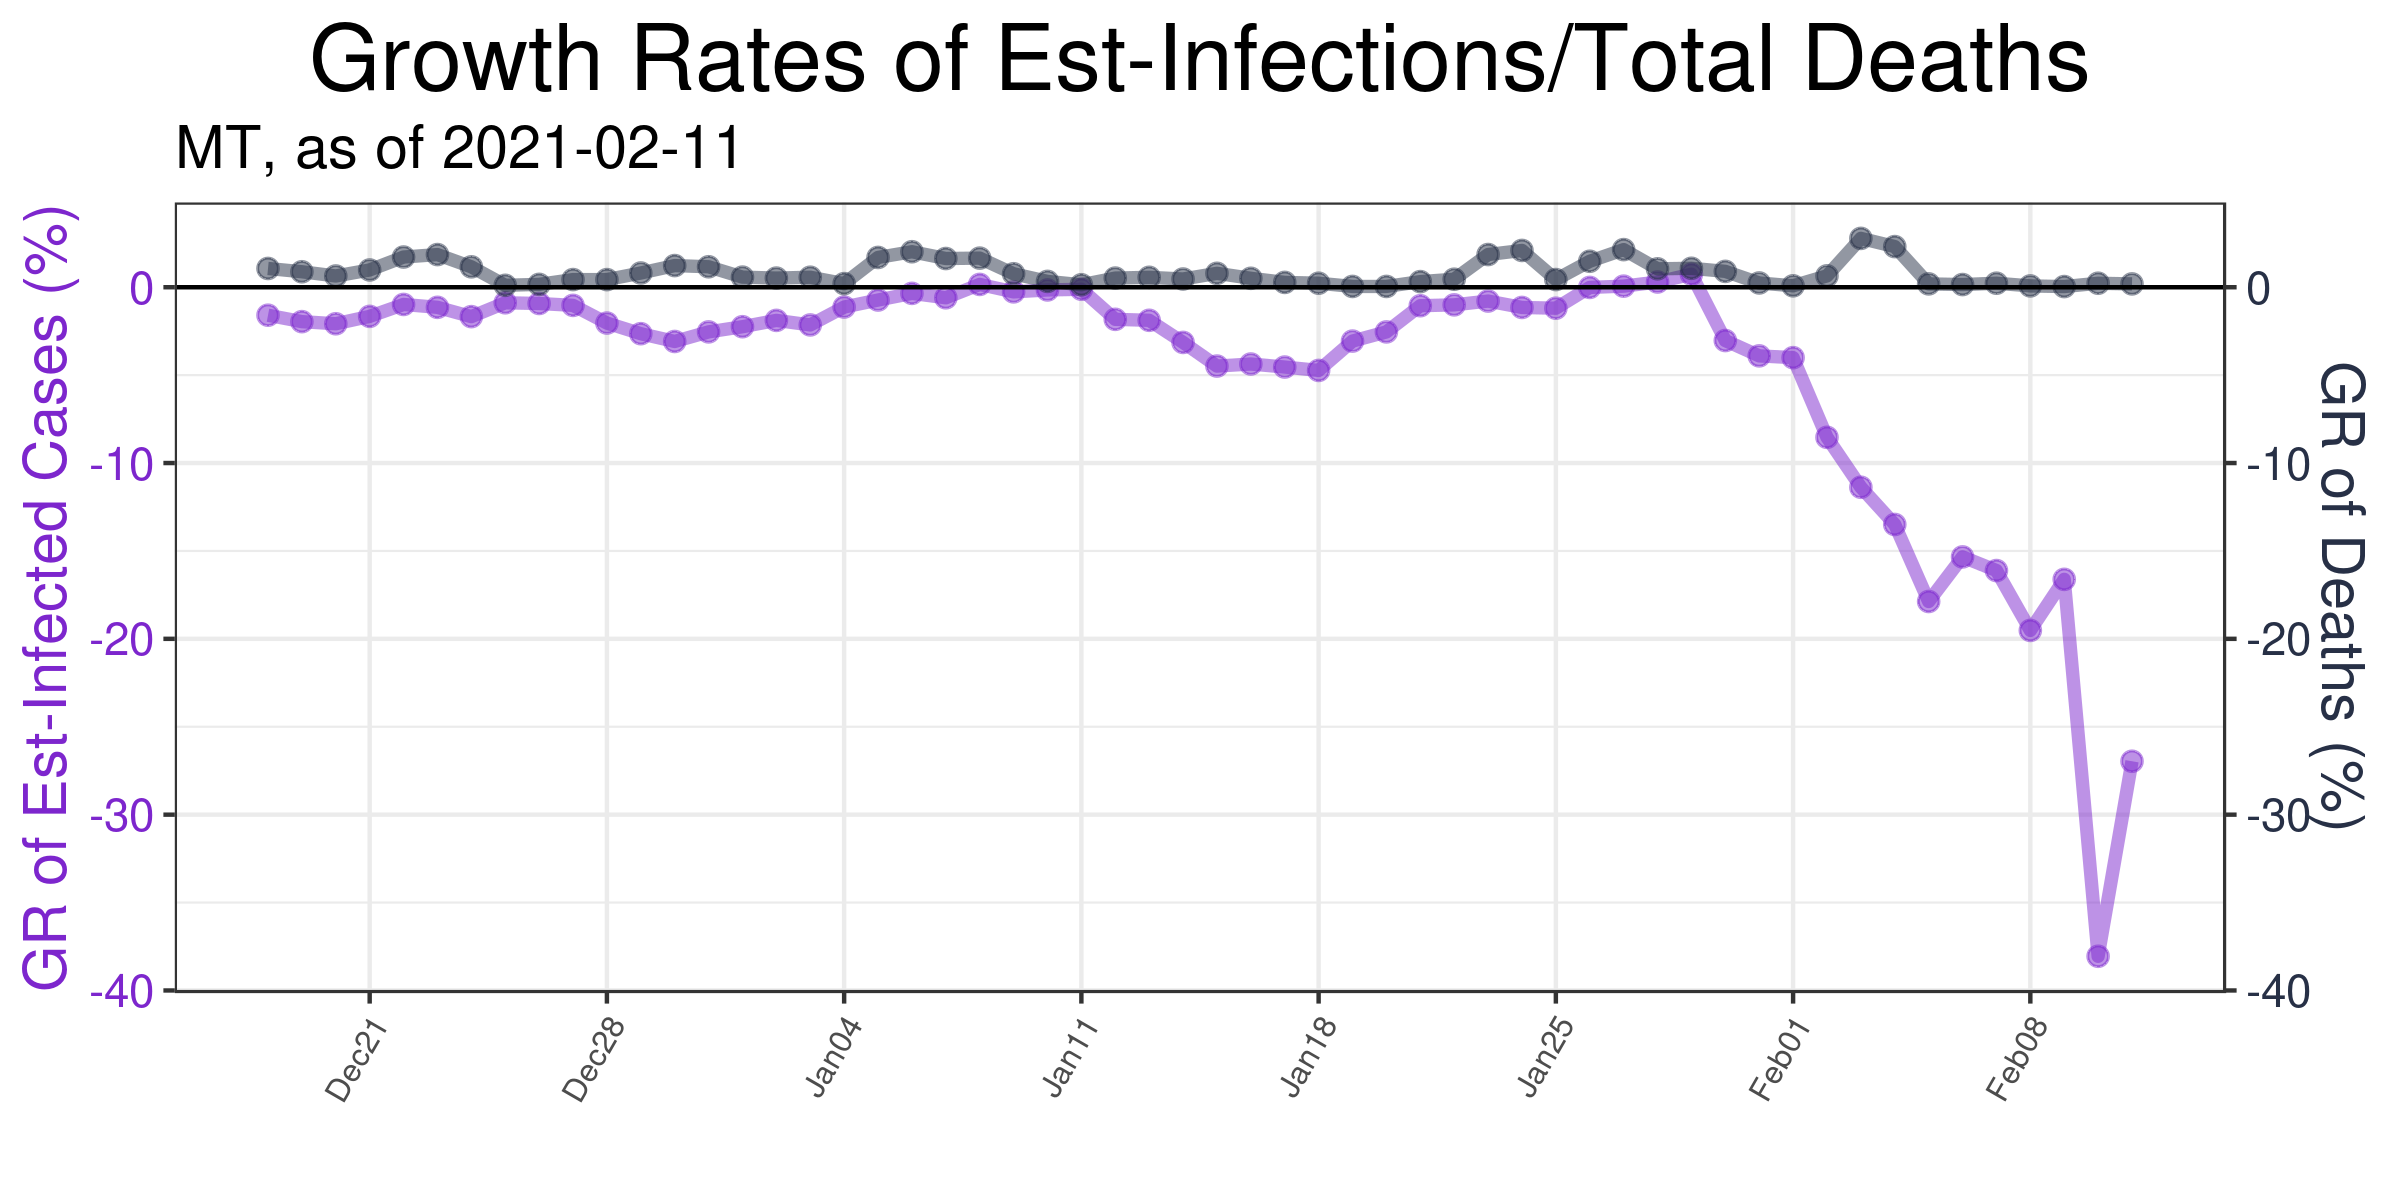 Growth Rates of Est-Infections/Total Deaths
MT, as of 2021-02-11
GR of Est-Infected Cases (%)
0
-10
-20
-30
-40
0
-10
-20
-30
-40
GR of Deaths (%)
Dec21
Dec28
Jan04
Jan11
Jan18
Jan25
Feb01
Feb08